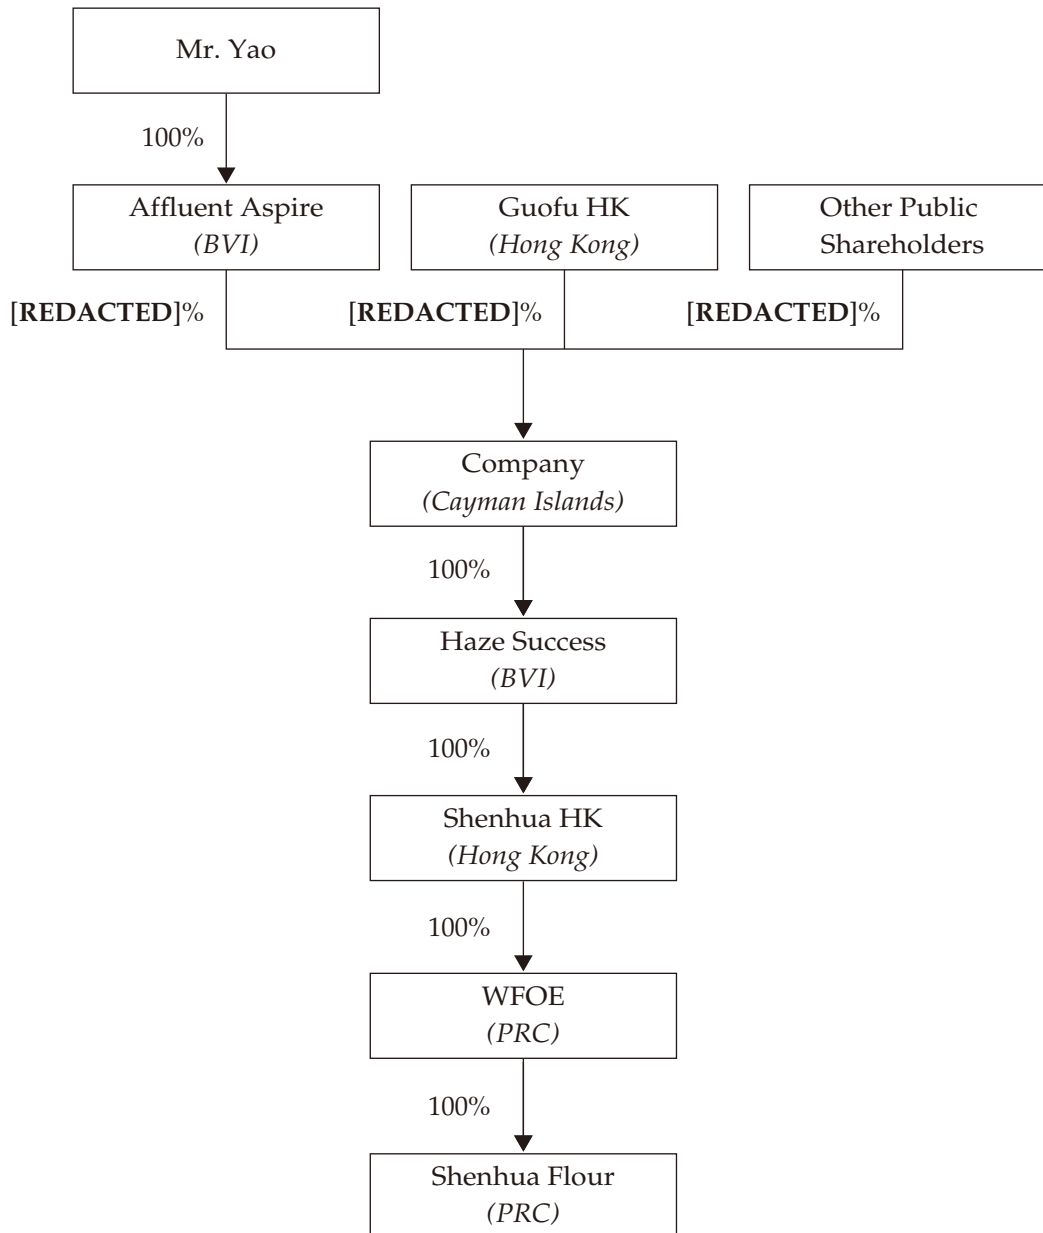 Mr. Yao
100%
Affluent Aspire
(BVI)
Guofu HK
(Hong Kong)
Other Public
Shareholders
[REDACTED]%
[REDACTED]%
[REDACTED]%
Company
(Cayman Islands)
100%
Haze Success
(BVI)
100%
Shenhua HK
(Hong Kong)
100%
WFOE
(PRC)
100%
Shenhua Flour
(PRC)